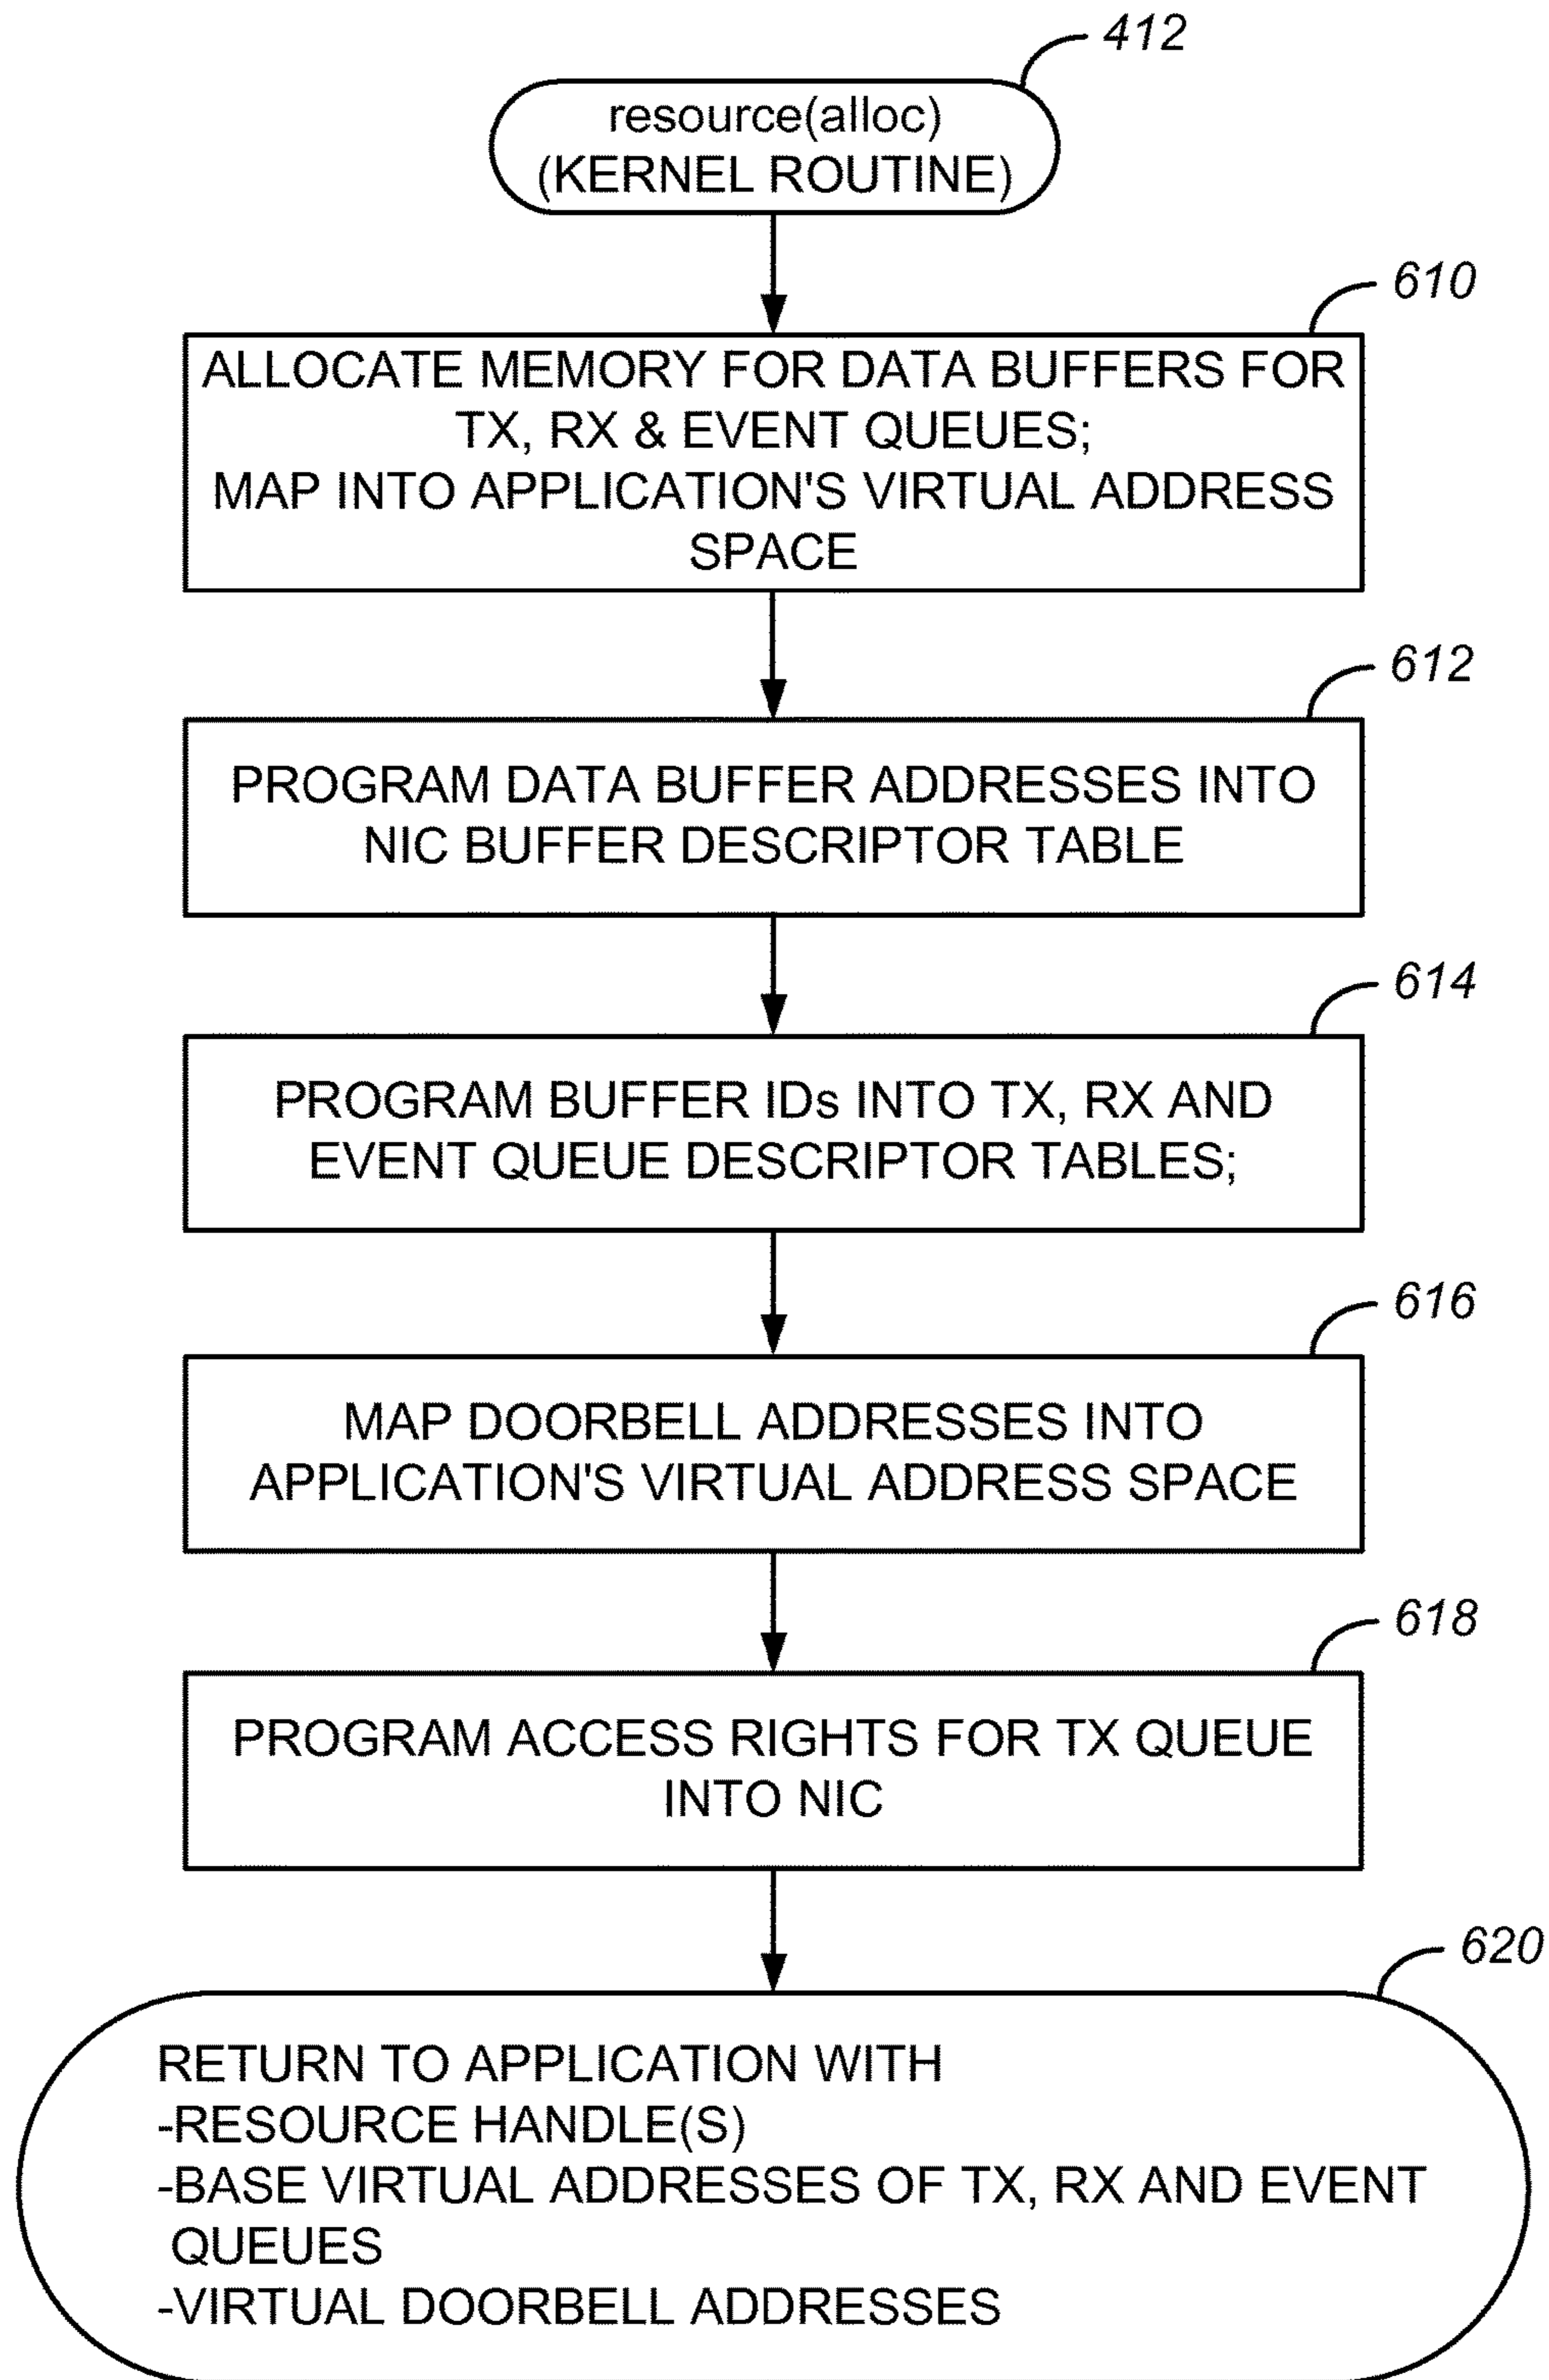 412
resource(alloc)
(KERNEL ROUTINE)
610
ALLOCATE MEMORY FOR DATA BUFFERS FOR
TX, RX & EVENT QUEUES;
MAP INTO APPLICATION'S VIRTUAL ADDRESS
SPACE
612
PROGRAM DATA BUFFER ADDRESSES INTO
NIC BUFFER DESCRIPTOR TABLE
614
PROGRAM BUFFER IDs INTO TX, RX AND
EVENT QUEUE DESCRIPTOR TABLES;
616
MAP DOORBELL ADDRESSES INTO
APPLICATION'S VIRTUAL ADDRESS SPACE
618
PROGRAM ACCESS RIGHTS FOR TX QUEUE
INTO NIC
620
RETURN TO APPLICATION WITH
-RESOURCE HANDLE(S)
-BASE VIRTUAL ADDRESSES OF TX, RX AND EVENT
QUEUES
-VIRTUAL DOORBELL ADDRESSES